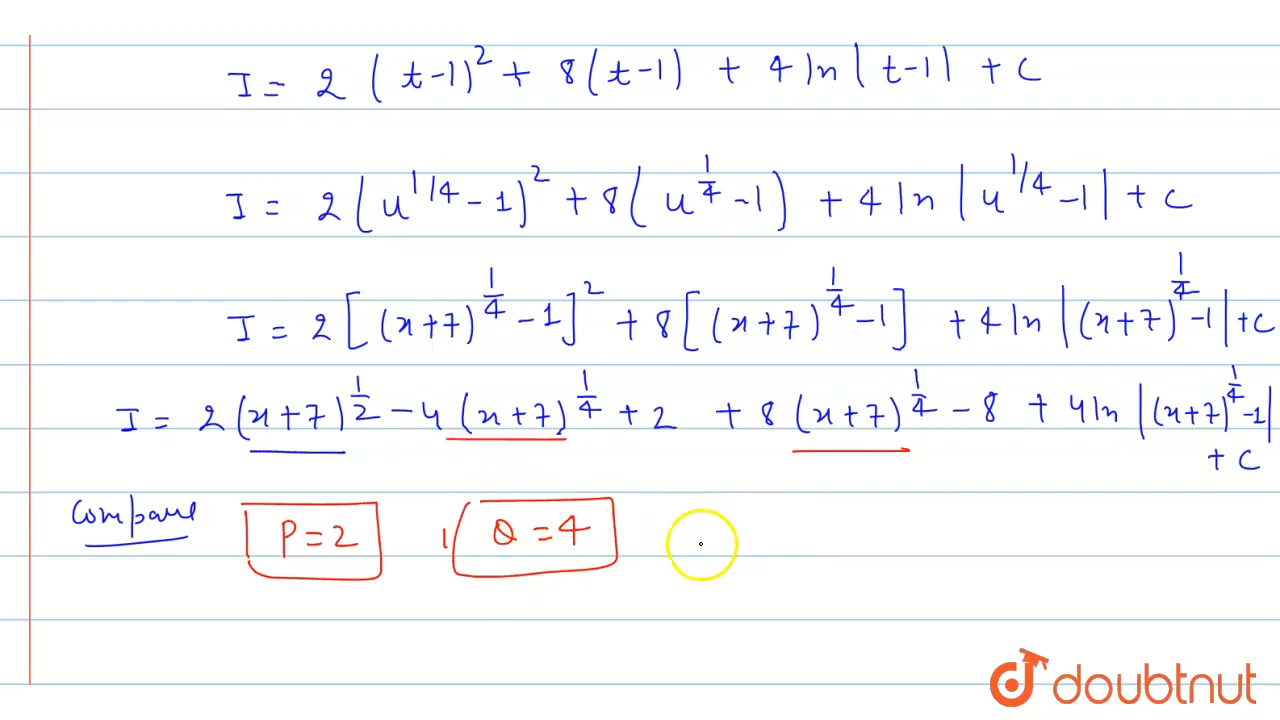 I = 2 (t-1)² + 8(t-1) + 4 ln |t-1| + c
I = 2(u^1/4 - 1)² + 8(u^1/4 - 1) + 4 ln |u^1/4 - 1| + c
I = 2[(x+7)^1/4 - 1]² + 8[(x+7)^1/4 - 1] + 4 ln |(x+7)^1/4 - 1| + c
I = 2(x+7)^1/2 - 4(x+7)^1/4 + 2 + 8(x+7)^1/4 - 8 + 4 ln |(x+7)^1/4 - 1|
+ c
Compare P = 2 , Q = 4
doubtnut